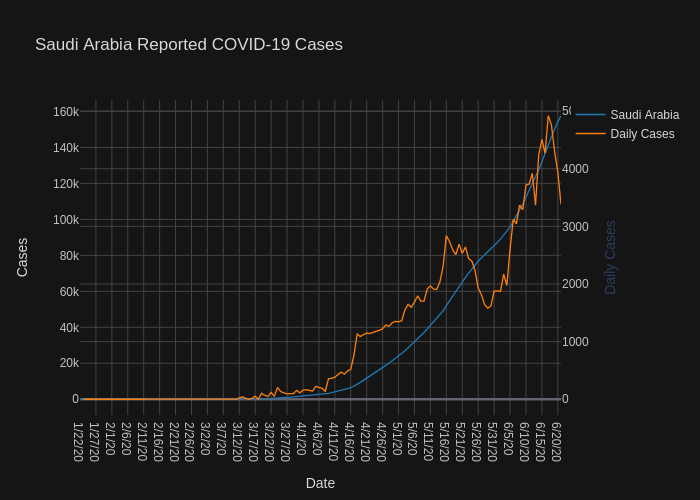 Saudi Arabia Reported COVID-19 Cases
160k
140k
120k
100k
80k
60k
40k
20k
0
Cases
4000
3000
2000
1000
0
Daily Cases
Saudi Arabia
Daily Cases
1/22/20
1/27/20
2/1/20
2/6/20
2/11/20
2/16/20
2/21/20
2/26/20
3/2/20
3/7/20
3/12/20
3/17/20
3/22/20
3/27/20
4/1/20
4/6/20
4/11/20
4/16/20
4/21/20
4/26/20
5/1/20
5/6/20
5/11/20
5/16/20
5/21/20
5/26/20
5/31/20
6/5/20
6/10/20
6/15/20
6/20/20
Date